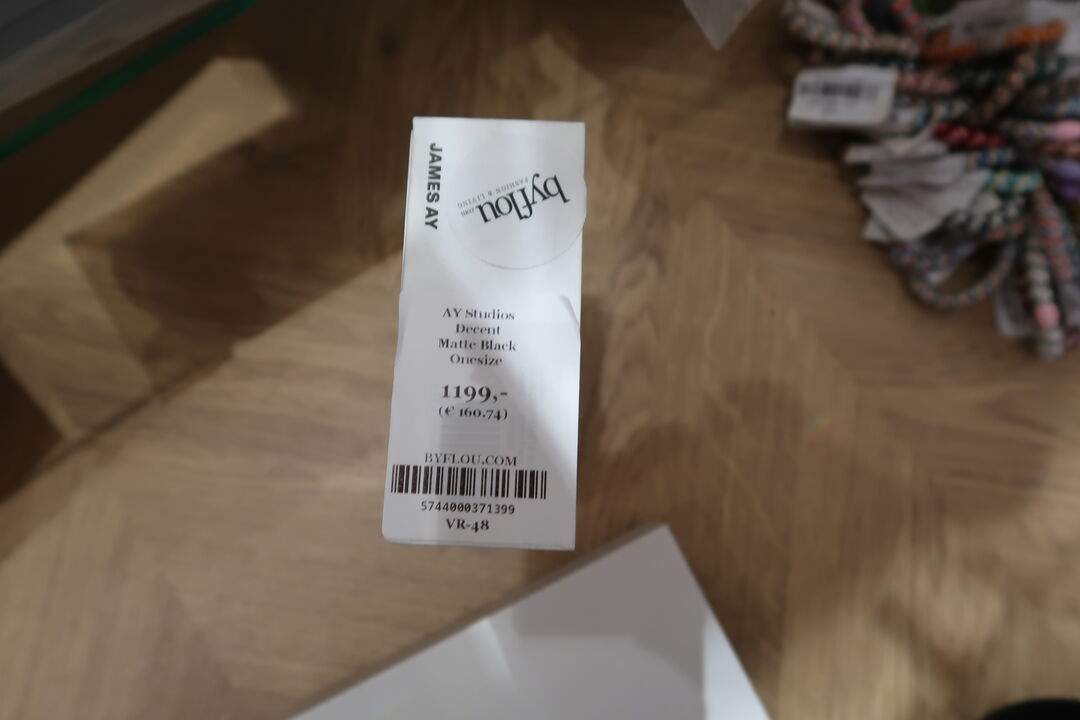 JAMES AY
byflou.com
FASHION & LIVING
AY Studios
Decent
Matte Black
Onesize
1199,-
(€ 160.74)
BYFLOU.COM
5744000371399
VR-48